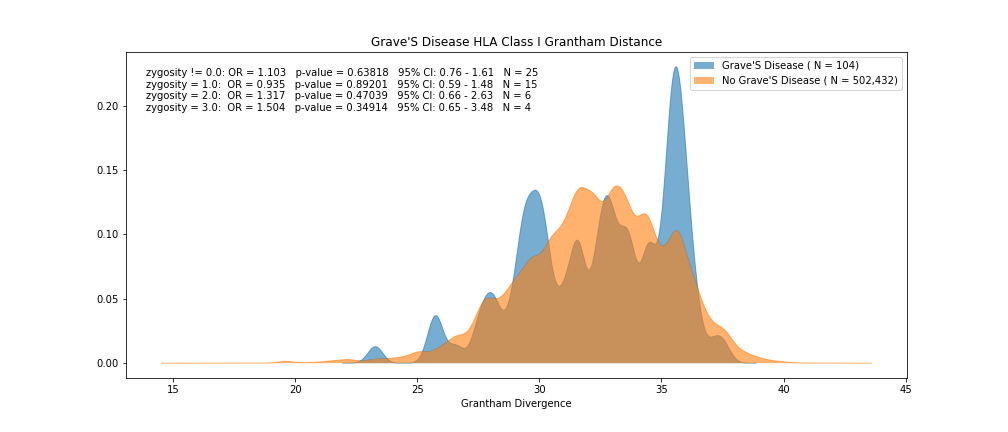 Grave'S Disease HLA Class I Grantham Distance
zygosity != 0.0: OR = 1.103   p-value = 0.63818   95% CI: 0.76 - 1.61   N = 25
zygosity = 1.0:  OR = 0.935   p-value = 0.89201   95% CI: 0.59 - 1.48   N = 15
zygosity = 2.0:  OR = 1.317   p-value = 0.47039   95% CI: 0.66 - 2.63   N = 6
zygosity = 3.0:  OR = 1.504   p-value = 0.34914   95% CI: 0.65 - 3.48   N = 4
Grave'S Disease ( N = 104)
No Grave'S Disease ( N = 502,432)
0.20
0.15
0.10
0.05
0.00
15 20 25 30 35 40 45
Grantham Divergence